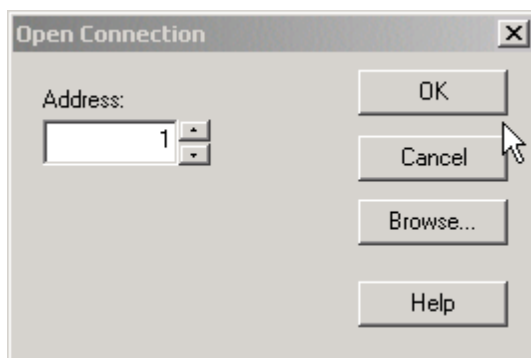 Open Connection
Address:
1
OK
Cancel
Browse...
Help